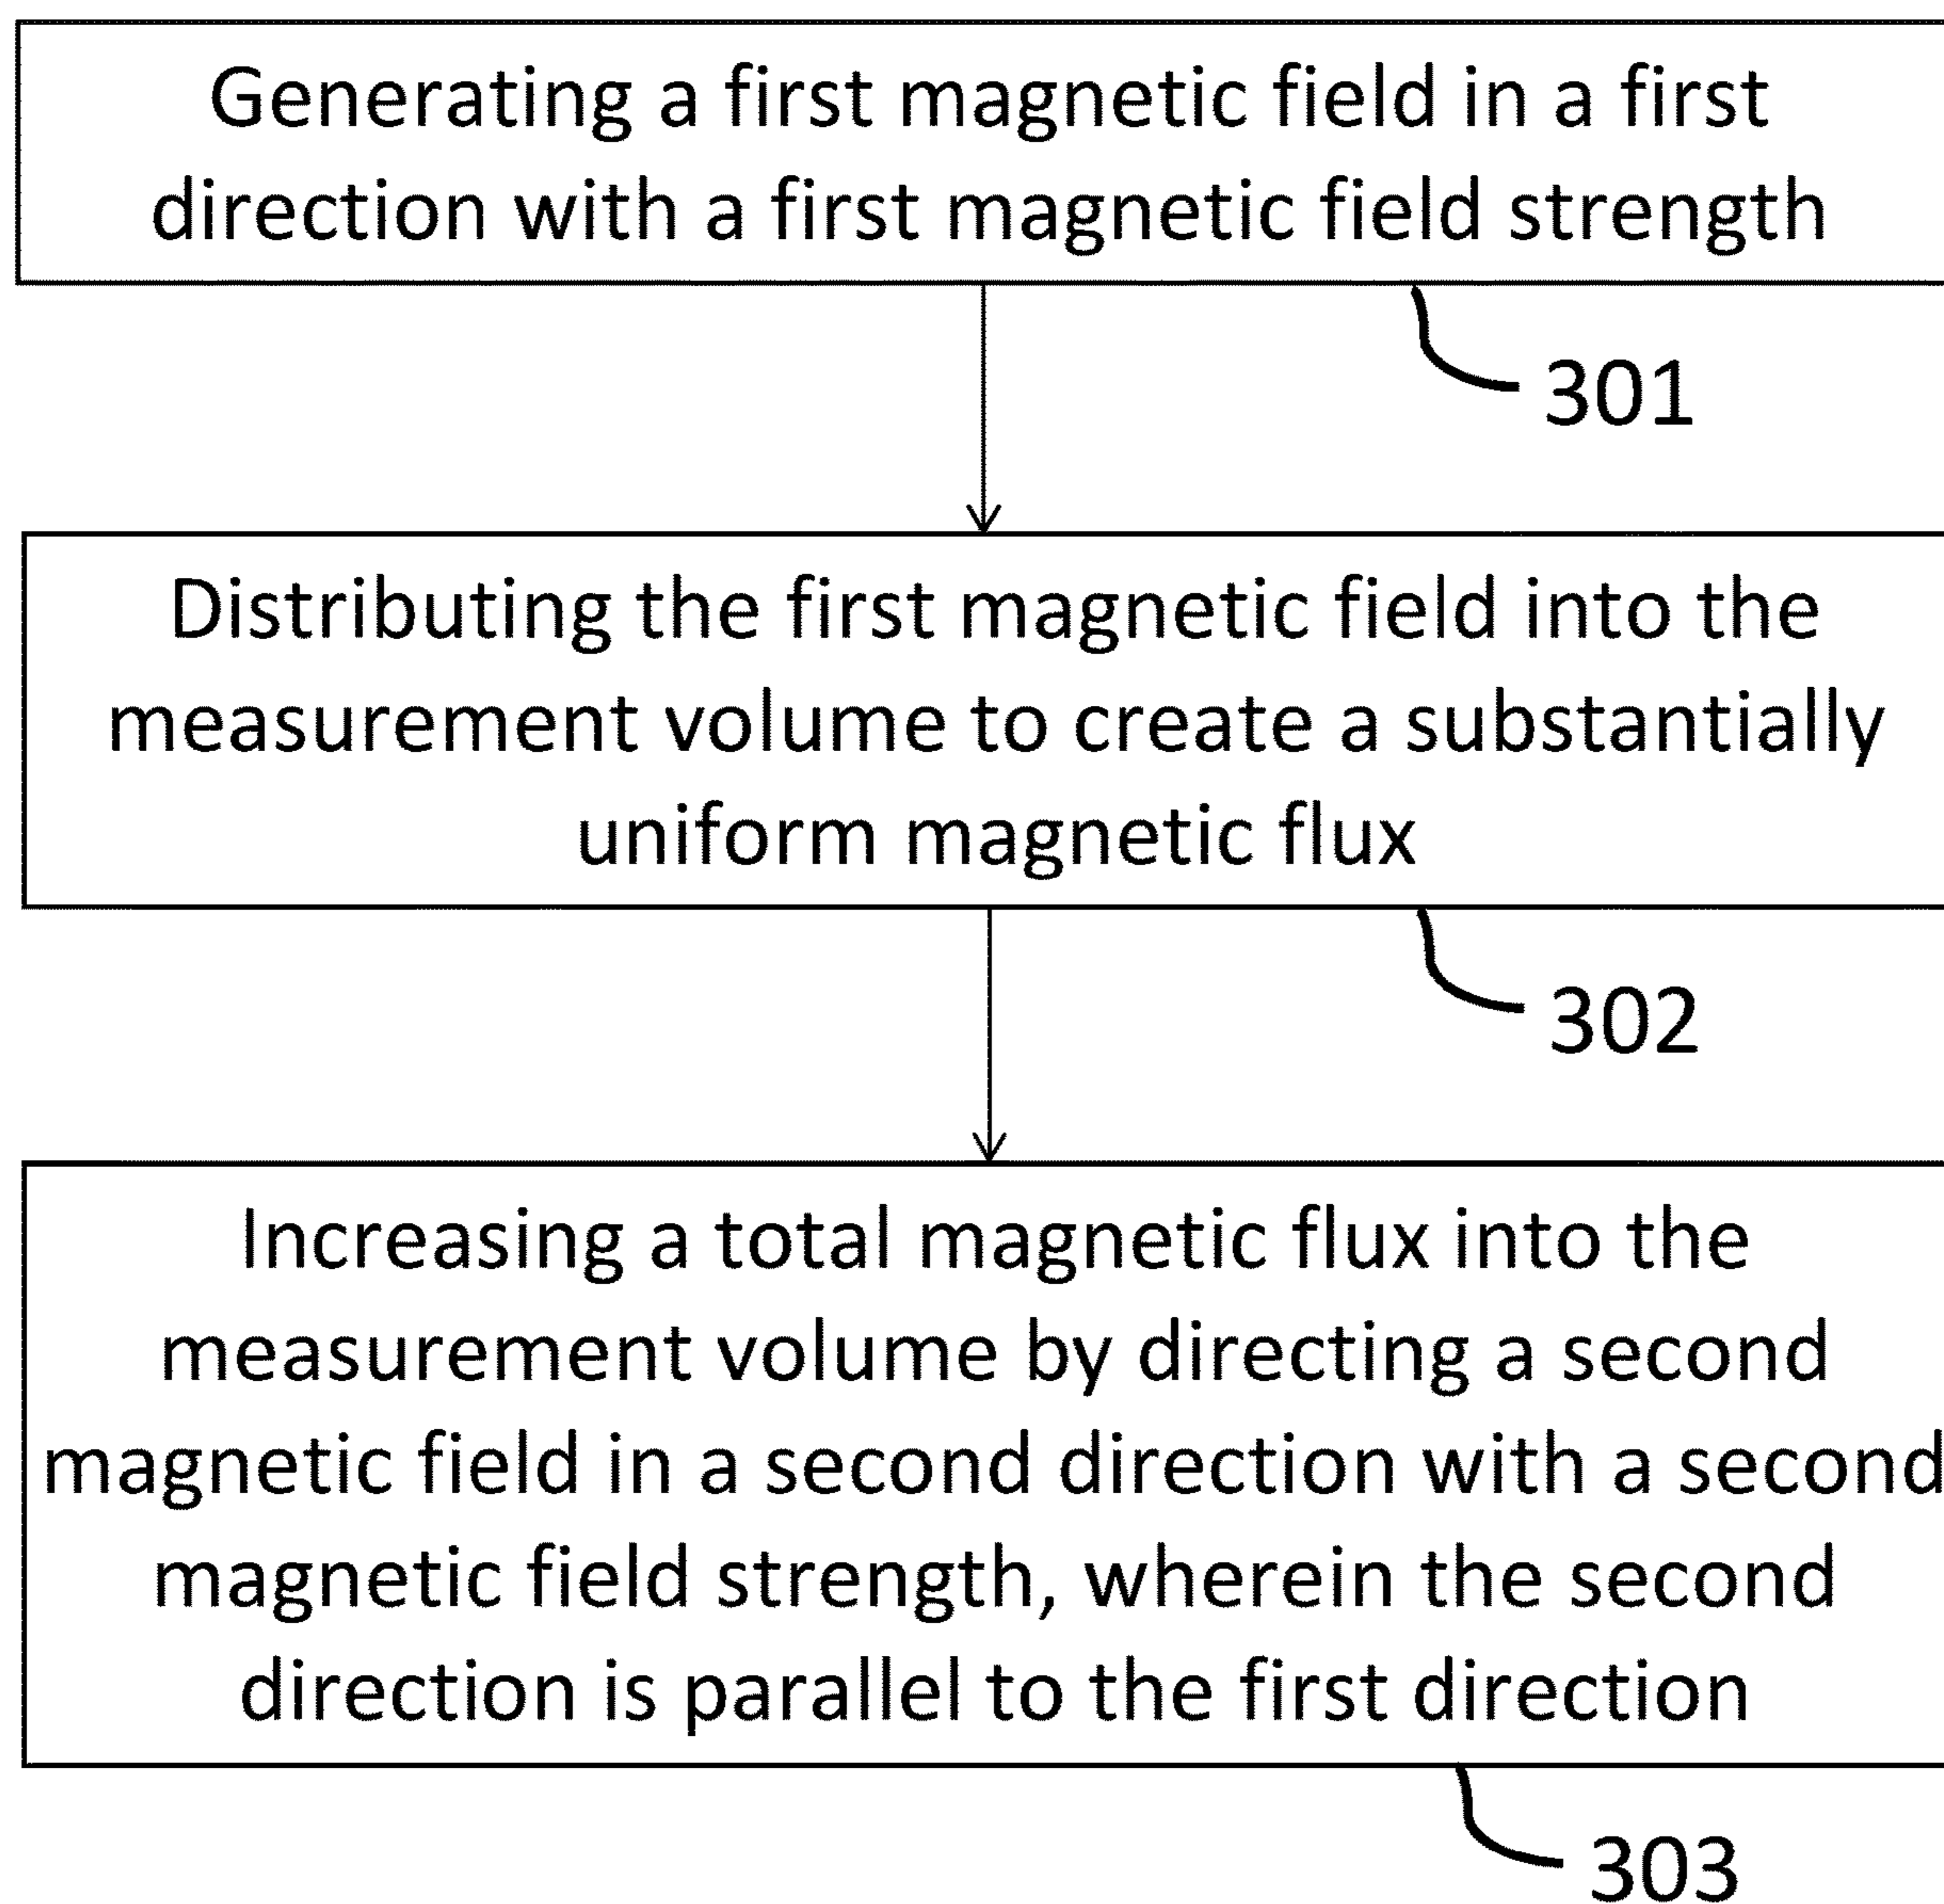 Generating a first magnetic field in a first
direction with a first magnetic field strength
301
Distributing the first magnetic field into the
measurement volume to create a substantially
uniform magnetic flux
302
Increasing a total magnetic flux into the
measurement volume by directing a second
magnetic field in a second direction with a second
magnetic field strength, wherein the second
direction is parallel to the first direction
303